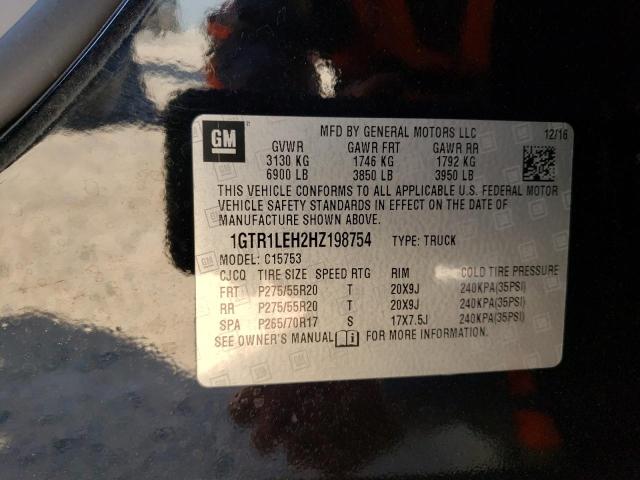 GM
MFD BY GENERAL MOTORS LLC 12/16
GVWR GAWR FRT GAWR RR
3130 KG 1746 KG 1792 KG
6900 LB 3850 LB 3950 LB
THIS VEHICLE CONFORMS TO ALL APPLICABLE U.S. FEDERAL MOTOR
VEHICLE SAFETY STANDARDS IN EFFECT ON THE DATE OF
MANUFACTURE SHOWN ABOVE.
1GTR1LEH2HZ198754 TYPE: TRUCK
MODEL: C15753
CJCQ TIRE SIZE SPEED RTG RIM COLD TIRE PRESSURE
FRT P275/55R20 T 20X9J 240KPA(35PSI)
RR P275/55R20 T 20X9J 240KPA(35PSI)
SPA P265/70R17 S 17X7.5J 240KPA(35PSI)
SEE OWNER'S MANUAL FOR MORE INFORMATION.